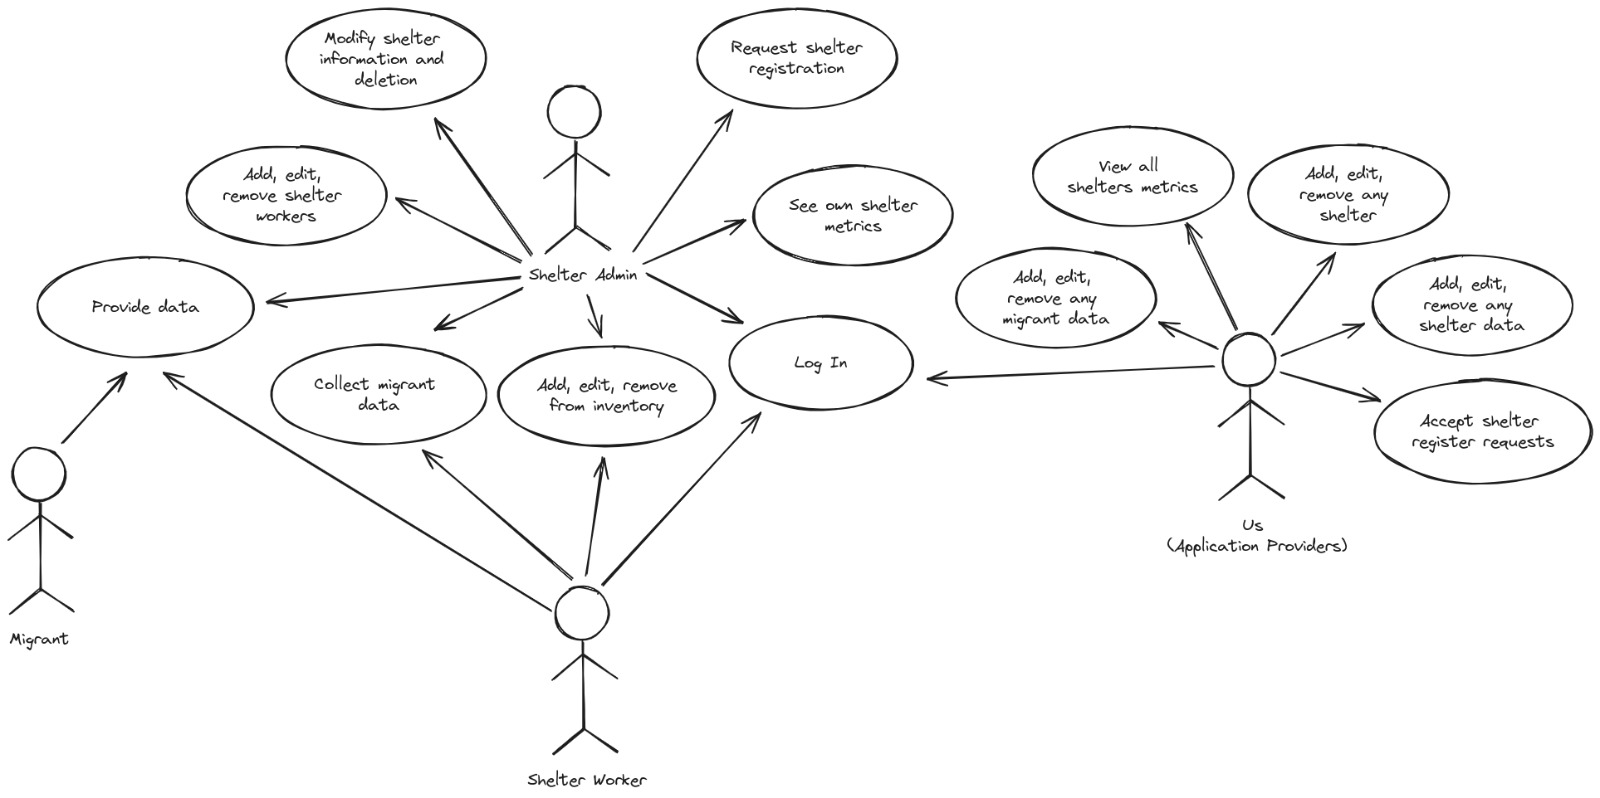 Modify shelter
information and
deletion
Request shelter
registration
Add, edit,
remove shelter
workers
View all
shelters metrics
Add, edit,
remove any
shelter
See own shelter
metrics
Shelter Admin
Provide data
Add, edit,
remove any
migrant data
Add, edit,
remove any
shelter data
Log In
Collect migrant
data
Add, edit, remove
from inventory
Accept shelter
register requests
Us
(Application Providers)
Migrant
Shelter Worker